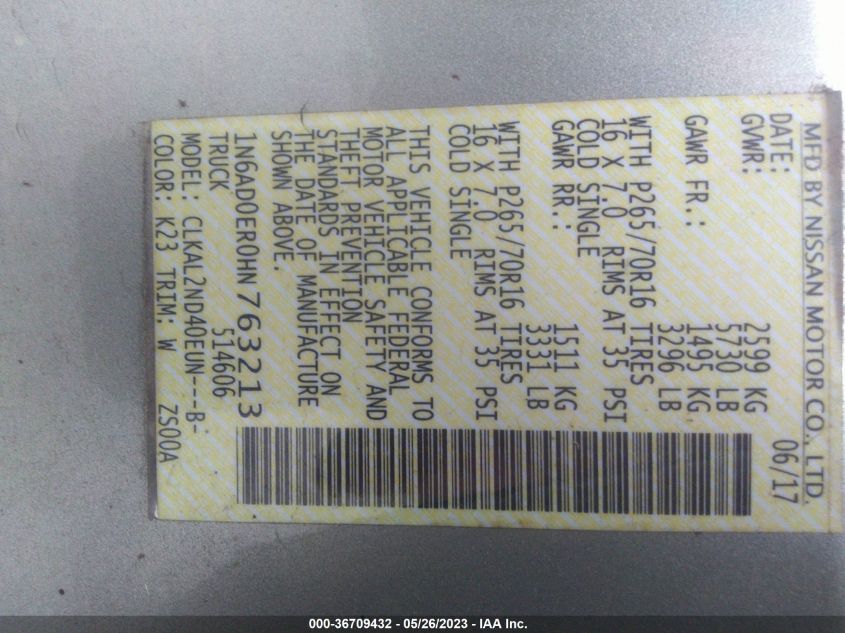 MFD BY NISSAN MOTOR CO., LTD.
DATE: 06/17
GVWR: 2599 KG
5730 LB
GAWR FR.: 1495 KG
3296 LB
WITH P265/70R16 TIRES
16 X 7.0 RIMS AT 35 PSI
COLD SINGLE
GAWR RR.: 1511 KG
3331 LB
WITH P265/70R16 TIRES
16 X 7.0 RIMS AT 35 PSI
COLD SINGLE
THIS VEHICLE CONFORMS TO
ALL APPLICABLE FEDERAL
MOTOR VEHICLE SAFETY AND
THEFT PREVENTION
STANDARDS IN EFFECT ON
THE DATE OF MANUFACTURE
SHOWN ABOVE.
1N6AD0ER0HN763213
TRUCK 514606
MODEL: CLKAL2ND40EUN---B-
COLOR: K23 TRIM: W ZS00A
000-36709432 - 05/26/2023 - IAA Inc.